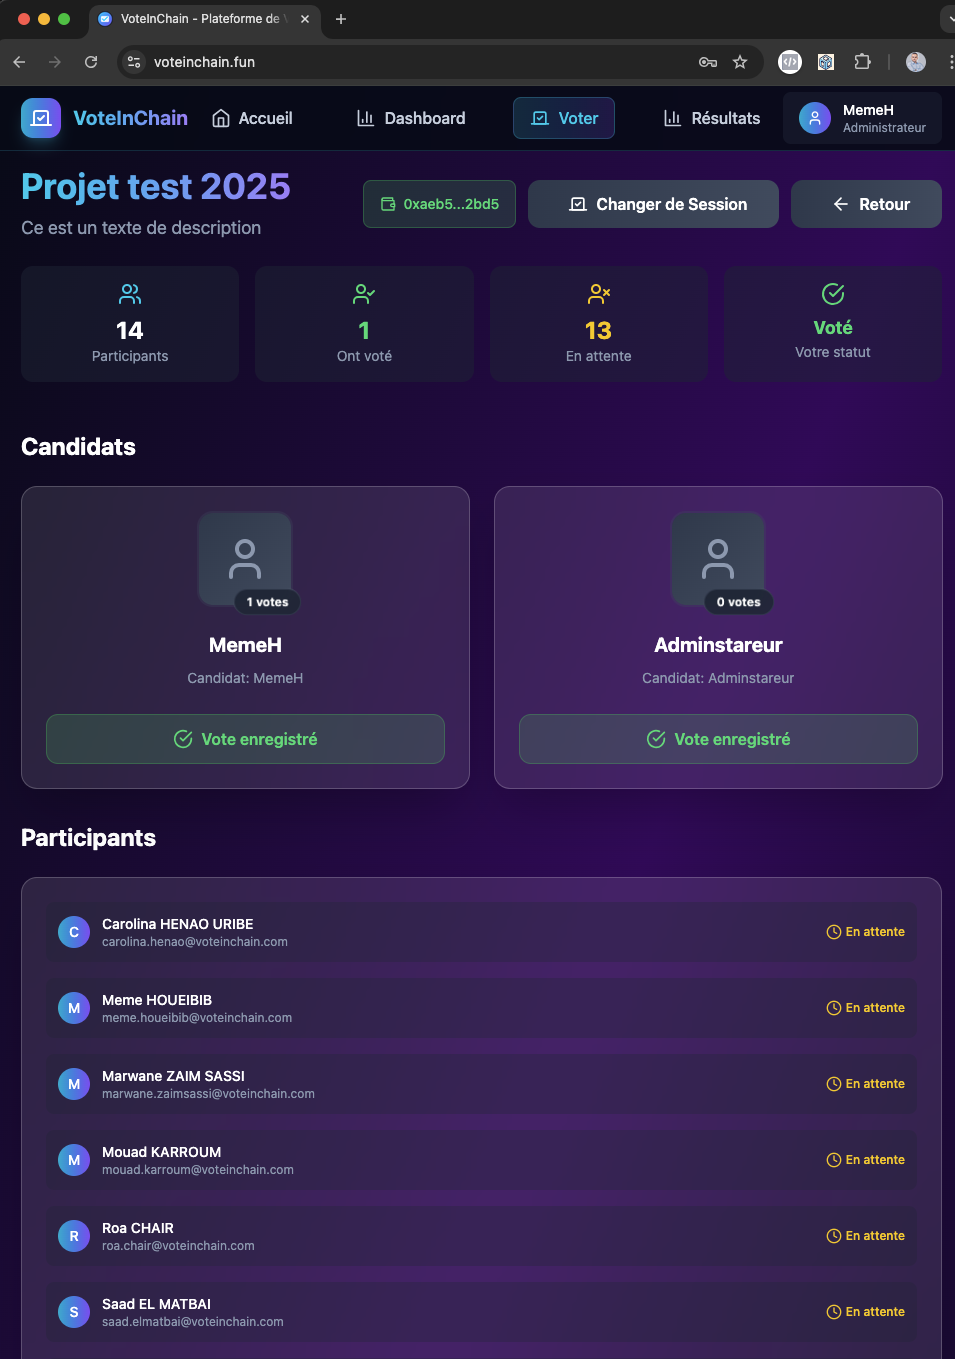 VoteInChain - Plateforme de
voteinchain.fun
VoteInChain
Accueil
Dashboard
Voter
Résultats
MemeH
Administrateur
Projet test 2025
Ce est un texte de description
0xaeb5...2bd5
Changer de Session
Retour
14
Participants
1
Ont voté
13
En attente
Voté
Votre statut
Candidats
1 votes
MemeH
Candidat: MemeH
Vote enregistré
0 votes
Adminstareur
Candidat: Adminstareur
Vote enregistré
Participants
C
Carolina HENAO URIBE
carolina.henao@voteinchain.com
En attente
M
Meme HOUEIBIB
meme.houeibib@voteinchain.com
En attente
M
Marwane ZAIM SASSI
marwane.zaimsassi@voteinchain.com
En attente
M
Mouad KARROUM
mouad.karroum@voteinchain.com
En attente
R
Roa CHAIR
roa.chair@voteinchain.com
En attente
S
Saad EL MATBAI
saad.elmatbai@voteinchain.com
En attente